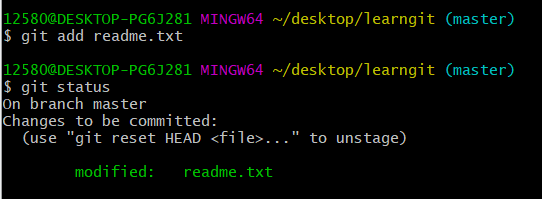 12580@DESKTOP-PG6J281 MINGW64 ~/desktop/learngit (master)
$ git add readme.txt
12580@DESKTOP-PG6J281 MINGW64 ~/desktop/learngit (master)
$ git status
On branch master
Changes to be committed:
  (use "git reset HEAD <file>..." to unstage)
        modified:   readme.txt